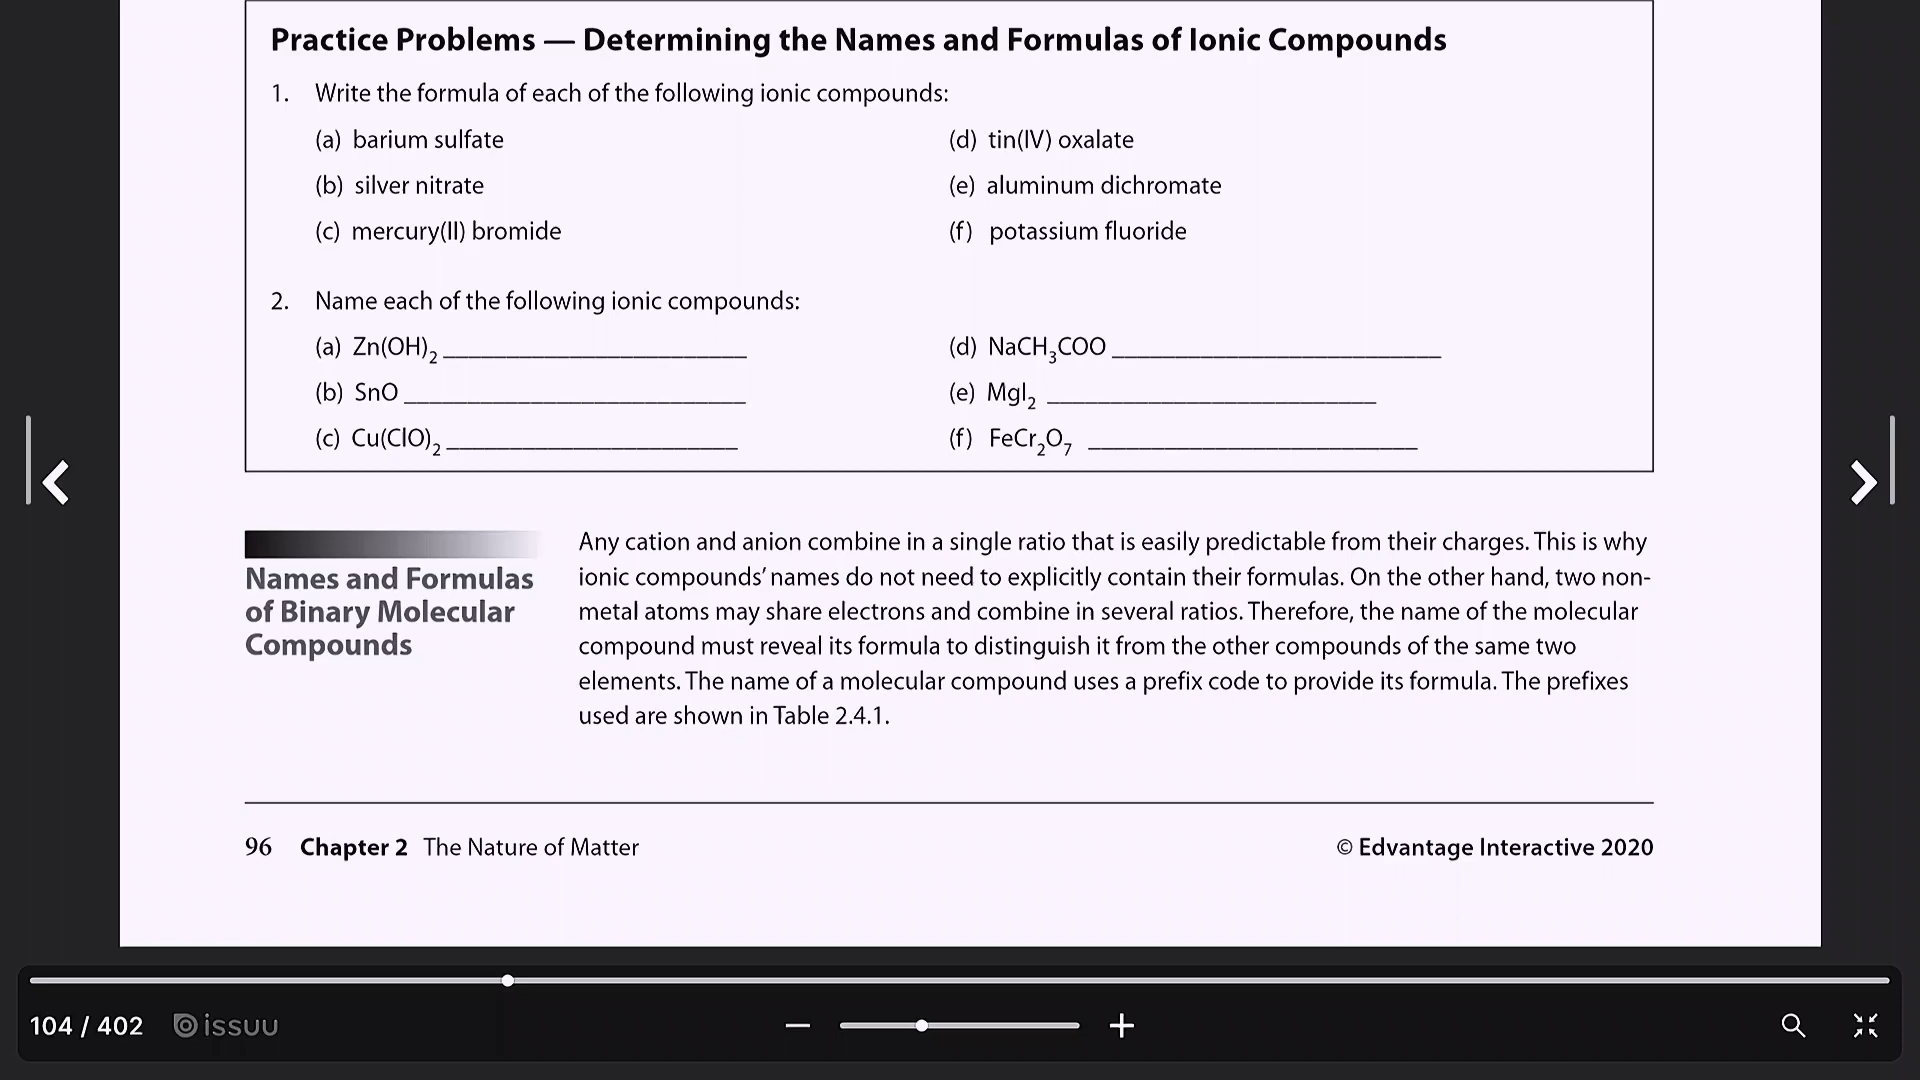 Practice Problems — Determining the Names and Formulas of Ionic Compounds
1. Write the formula of each of the following ionic compounds:
(a) barium sulfate
(d) tin(IV) oxalate
(b) silver nitrate
(e) aluminum dichromate
(c) mercury(II) bromide
(f) potassium fluoride
2. Name each of the following ionic compounds:
(a) Zn(OH)₂ ________________________
(d) NaCH₃COO __________________________
(b) SnO ___________________________
(e) MgI₂ __________________________
(c) Cu(ClO)₂ _______________________
(f) FeCr₂O₇ __________________________
Names and Formulas
of Binary Molecular
Compounds
Any cation and anion combine in a single ratio that is easily predictable from their charges. This is why
ionic compounds’ names do not need to explicitly contain their formulas. On the other hand, two non-
metal atoms may share electrons and combine in several ratios. Therefore, the name of the molecular
compound must reveal its formula to distinguish it from the other compounds of the same two
elements. The name of a molecular compound uses a prefix code to provide its formula. The prefixes
used are shown in Table 2.4.1.
96 Chapter 2 The Nature of Matter
© Edvantage Interactive 2020
104 / 402 issuu